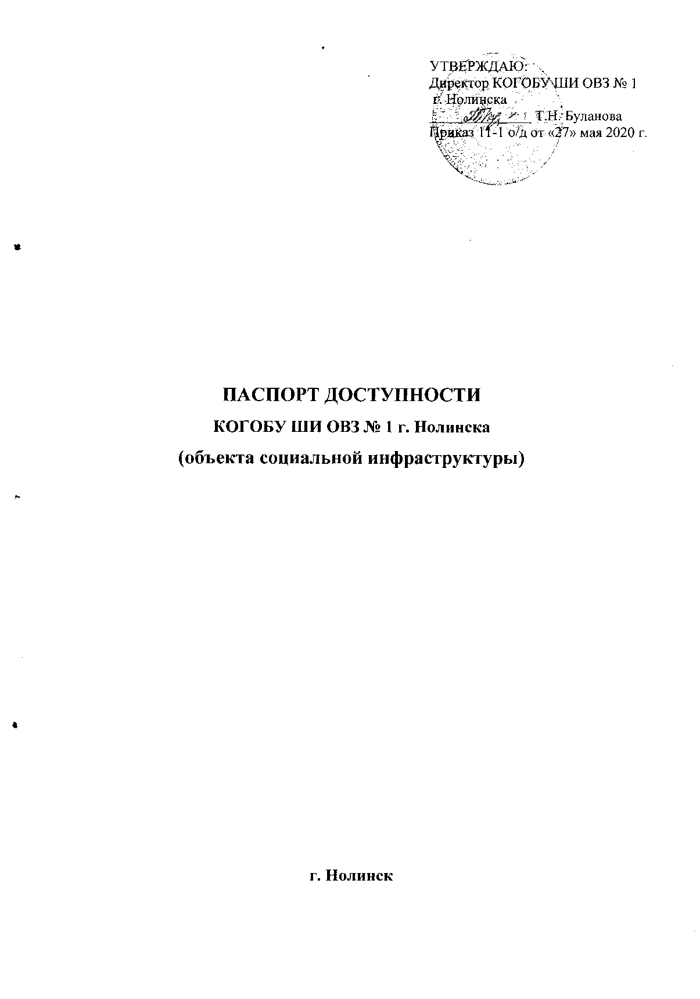 УТВЕРЖДАЮ:
Директор КОГОБУ ШИ ОВЗ № 1
г. Нолинска
Т.Н. Буланова
Приказ 11-1 о/д от «27» мая 2020 г.
ПАСПОРТ ДОСТУПНОСТИ
КОГОБУ ШИ ОВЗ № 1 г. Нолинска
(объекта социальной инфраструктуры)
г. Нолинск